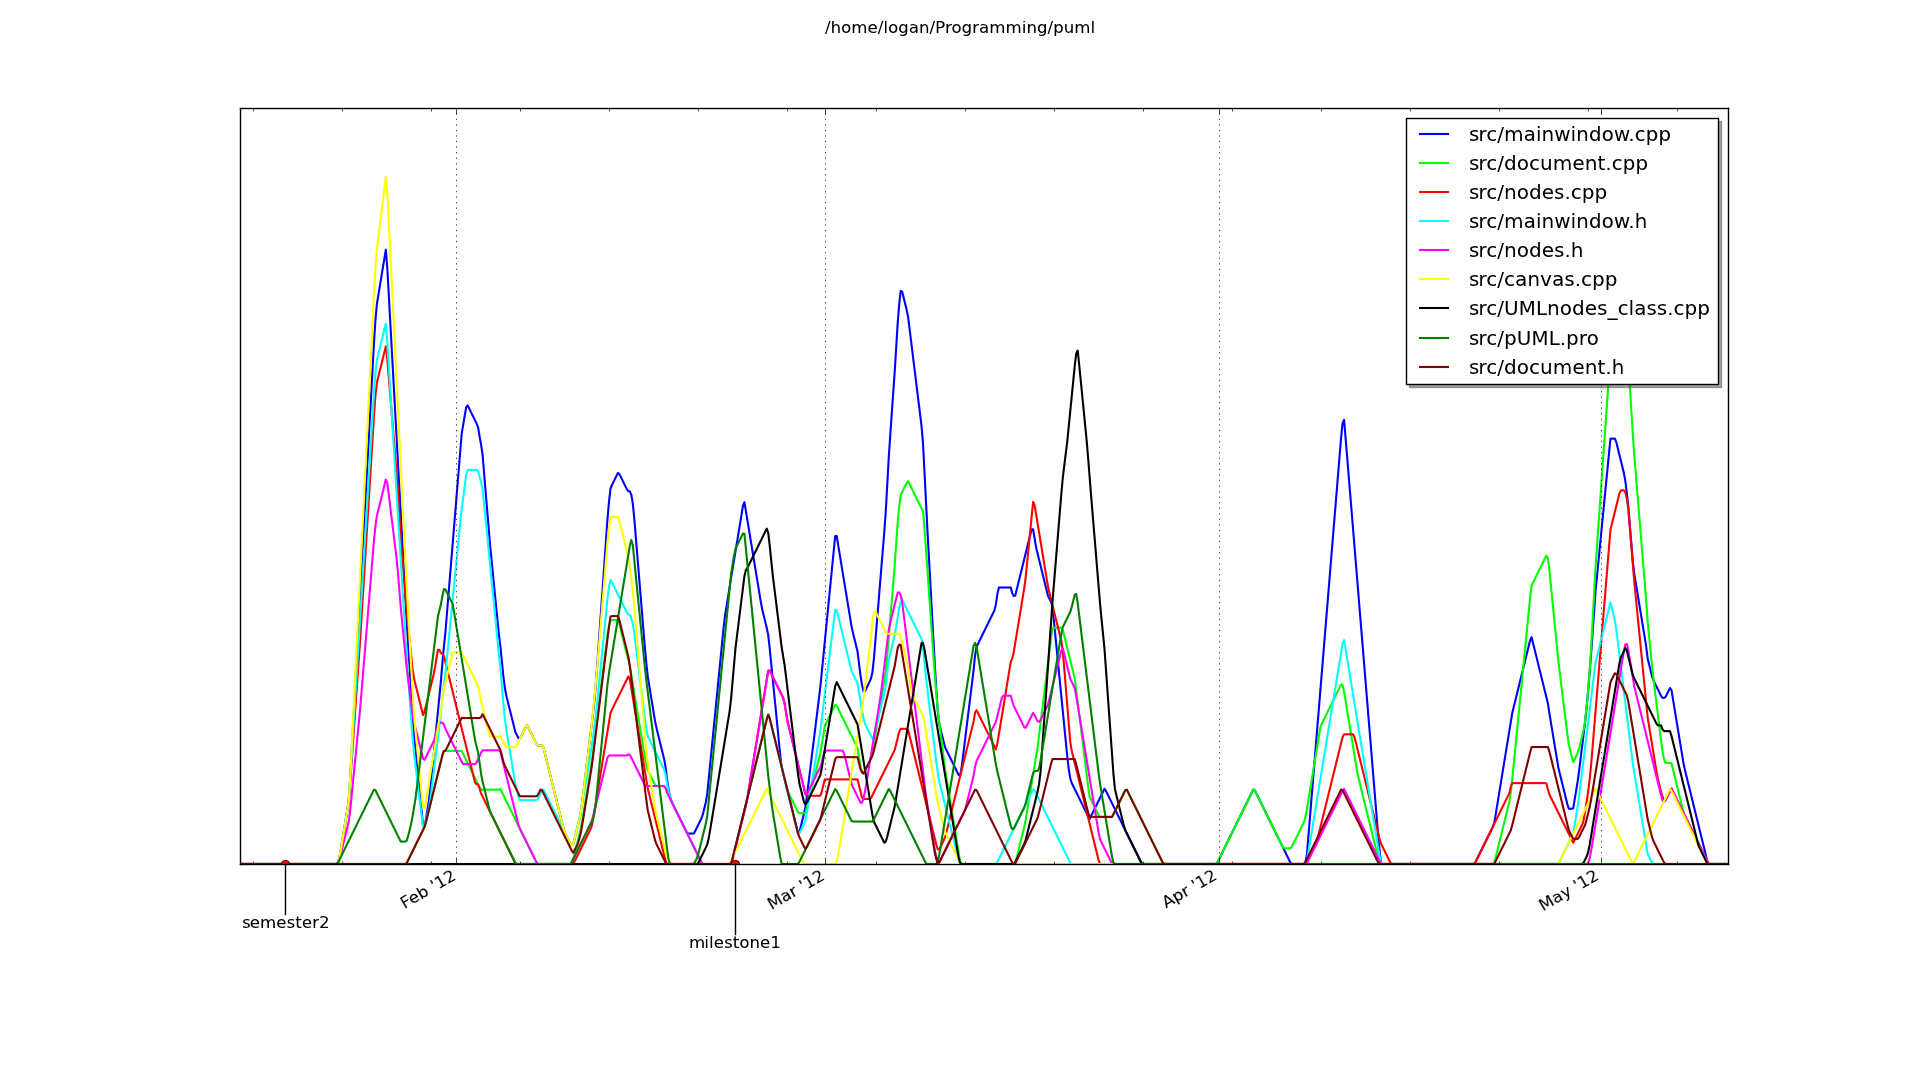 /home/logan/Programming/puml
src/mainwindow.cpp
src/document.cpp
src/nodes.cpp
src/mainwindow.h
src/nodes.h
src/canvas.cpp
src/UMLnodes_class.cpp
src/pUML.pro
src/document.h
Feb '12
Mar '12
Apr '12
May '12
semester2
milestone1